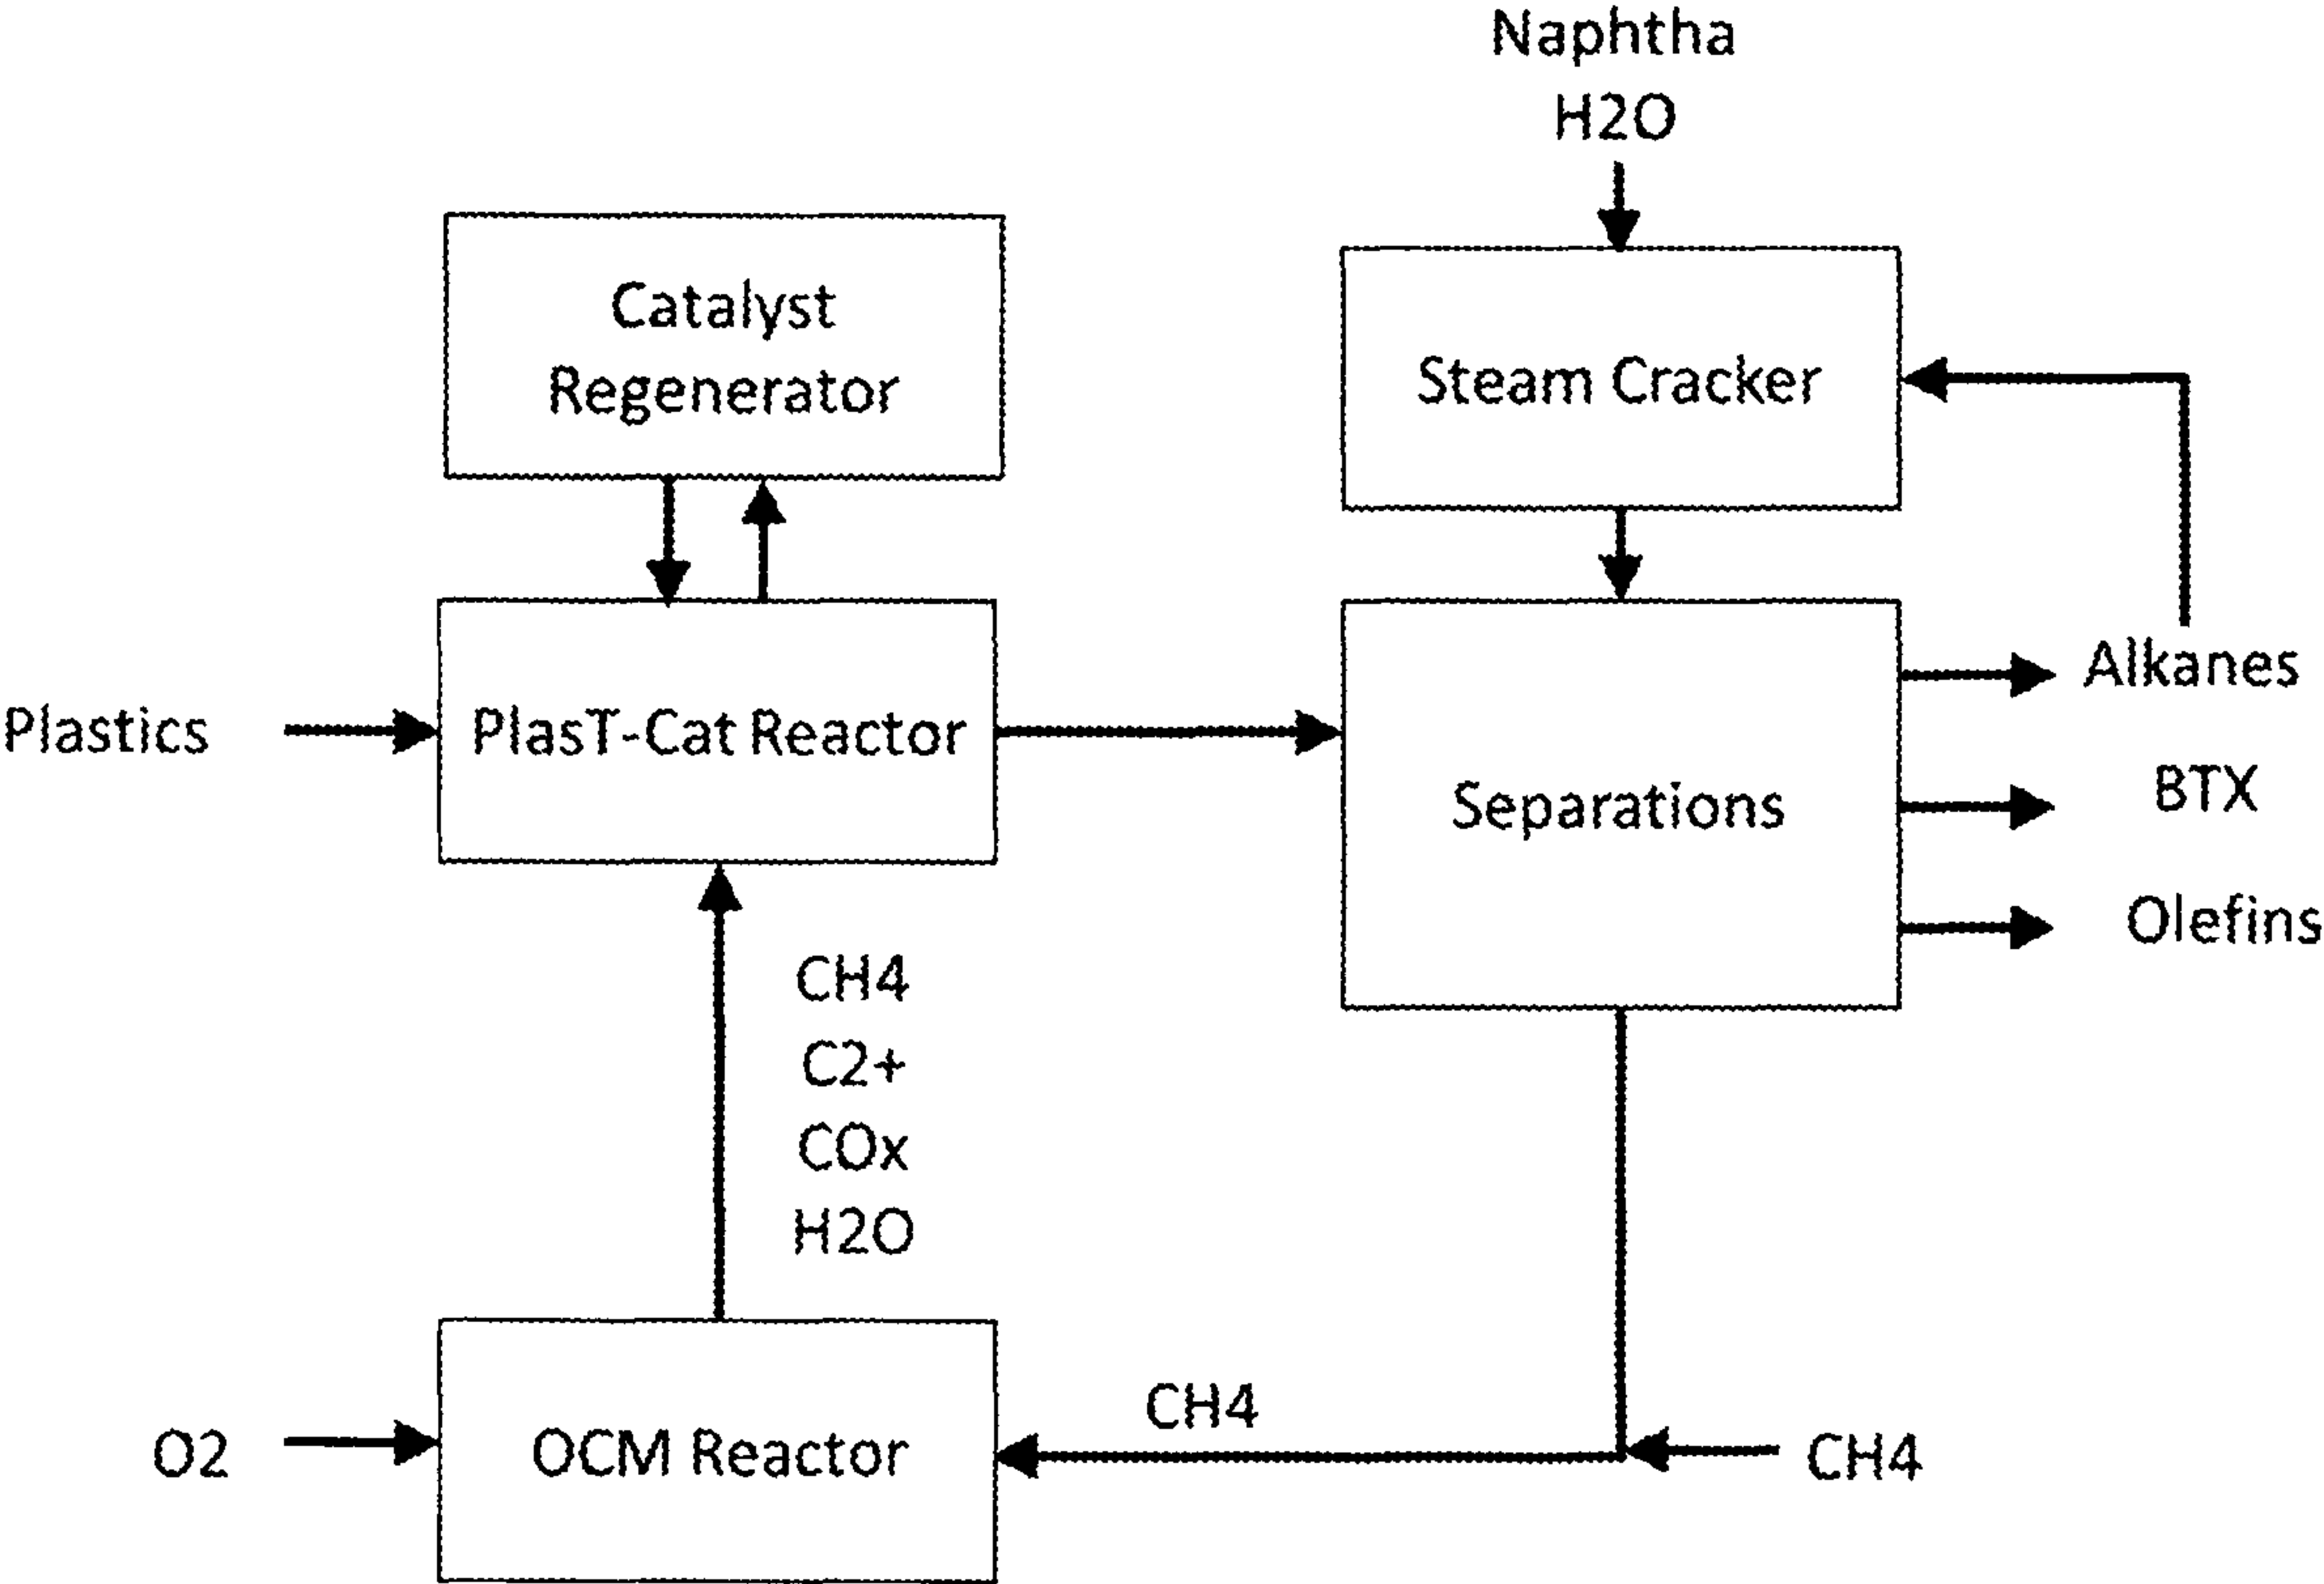 Naphtha
H2O
Catalyst
Regenerator
Steam Cracker
Plastics
PlasT-Cat Reactor
Separations
Alkanes
BTX
Olefins
CH4
C2+
COx
H2O
O2
OCM Reactor
CH4
CH4